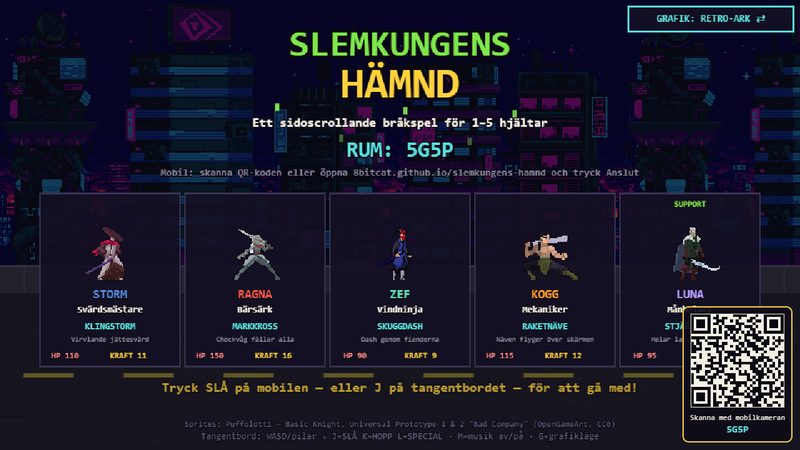 GRAFIK: RETRO-ARK ⇄
SLEMKUNGENS
HÄMND
Ett sidoscrollande bråkspel för 1–5 hjältar
RUM: 5G5P
Mobil: skanna QR-koden eller öppna 8bitcat.github.io/slemkungens-hamnd och tryck Anslut
STORM
Svärdsmästare
KLINGSTORM
Virvlande jättesvärd
HP 110 KRAFT 11
RAGNA
Bärsärk
MARKKROSS
Chockvåg fäller alla
HP 150 KRAFT 16
ZEF
Vindninja
SKUGGDASH
Dash genom fienderna
HP 90 KRAFT 9
KOGG
Mekaniker
RAKETNÄVE
Näven flyger över skärmen
HP 115 KRAFT 12
SUPPORT
LUNA
Helar
HP 95
Skanna med mobilkameran
5G5P
Tryck SLÅ på mobilen — eller J på tangentbordet — för att gå med!
Sprites: Puffolotti – Basic Knight, Universal Prototype 1 & 2 "Bad Company" (OpenGameArt, CC0)
Tangentbord: WASD/pilar + J=SLÅ K=HOPP L=SPECIAL · M=musik av/på · G=grafikläge